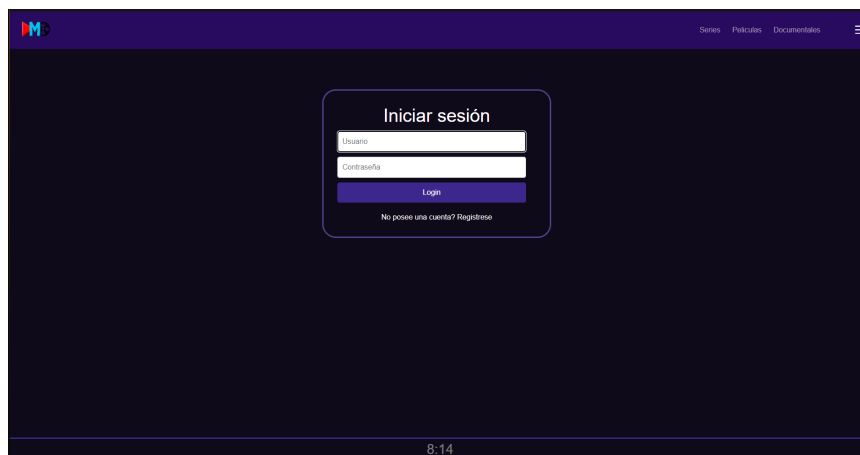 M
Series Peliculas Documentales
Iniciar sesión
Usuario
Contraseña
Login
No posee una cuenta? Registrese
8:14